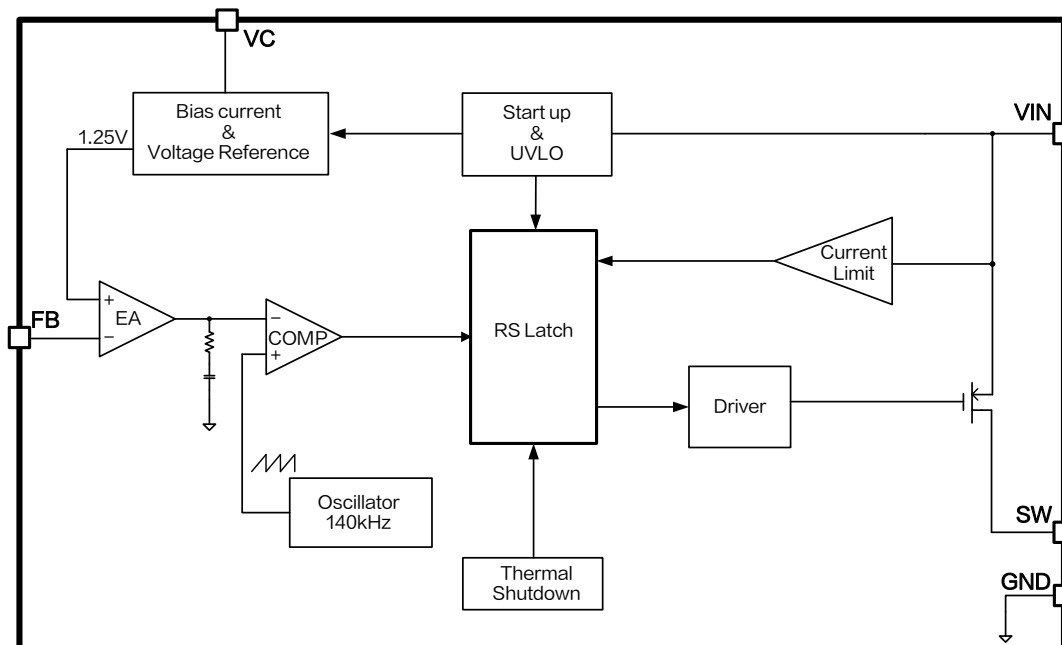 VC
Bias current
&
Voltage Reference
1.25V
Start up
&
UVLO
VIN
Current
Limit
FB
+
EA
−
−
COMP
+
RS Latch
Driver
Oscillator
140kHz
SW
Thermal
Shutdown
GND